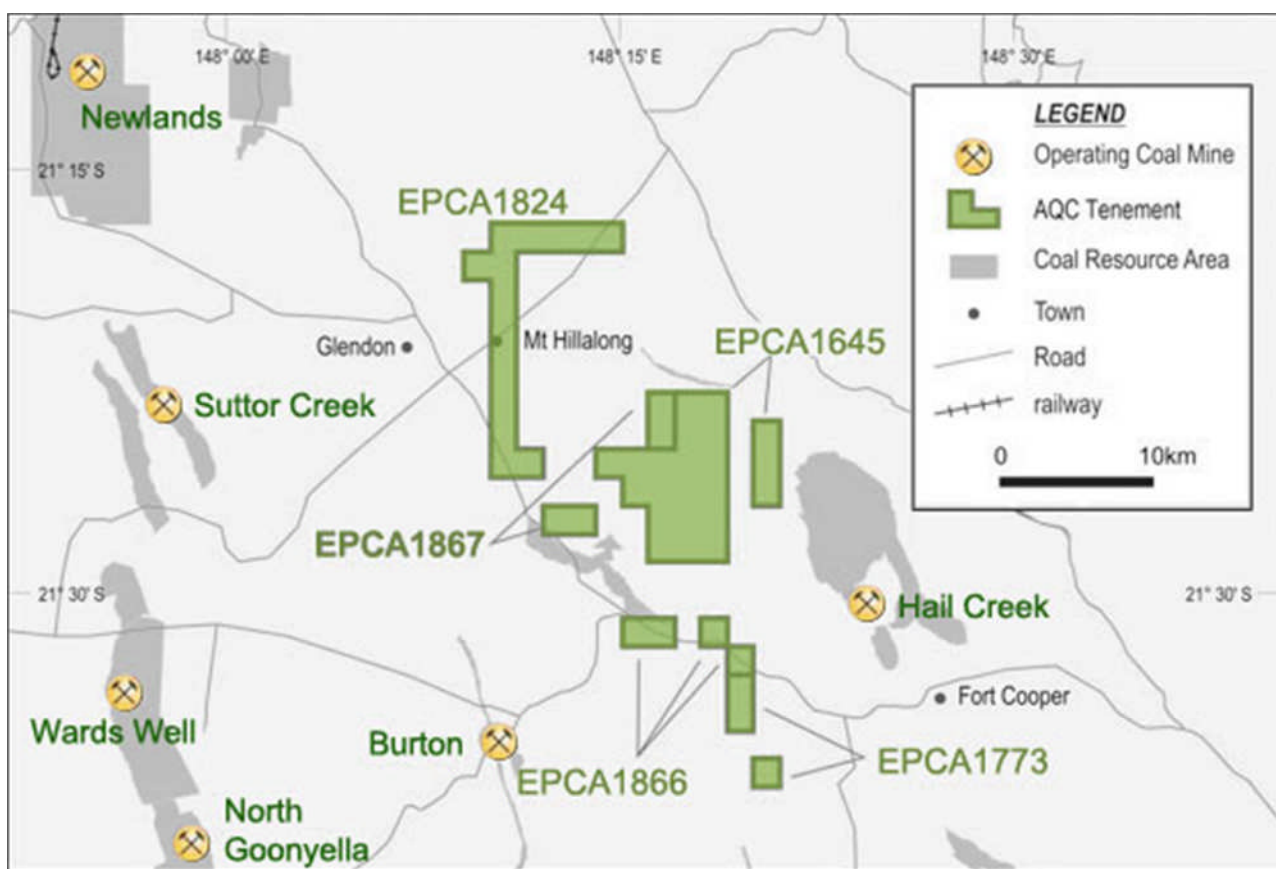 148° 00' E
148° 15' E
148° 30' E
Newlands
LEGEND
Operating Coal Mine
21° 15' S
AQC Tenement
EPCA1824
Coal Resource Area
Town
Glendon
Mt Hillalong
EPCA1645
Road
Suttor Creek
railway
0
10km
EPCA1867
21° 30' S
21° 30' S
Hail Creek
Fort Cooper
Wards Well
Burton
EPCA1866
EPCA1773
North
Goonyella